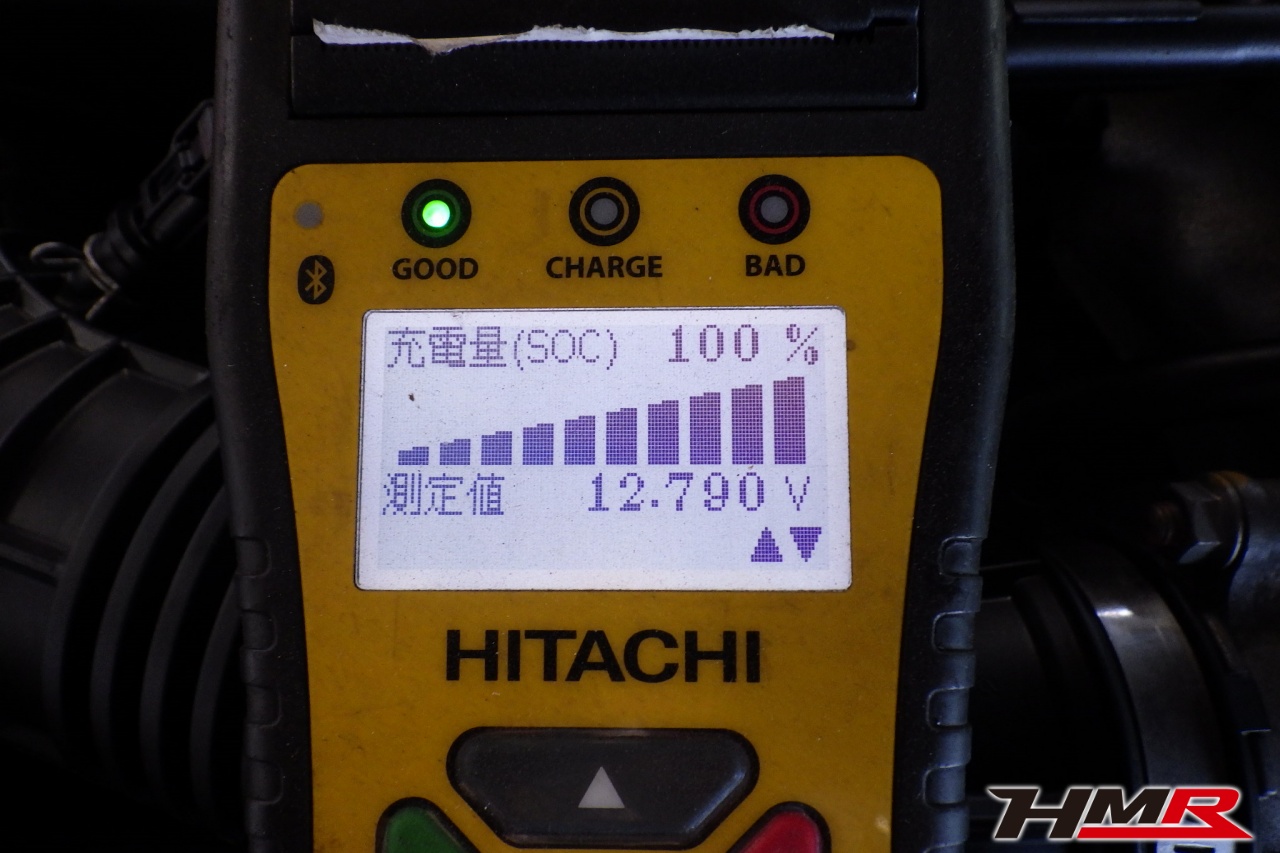 GOOD CHARGE BAD
充電量(SOC) 100 %
測定値 12.790 V
HITACHI
HMR